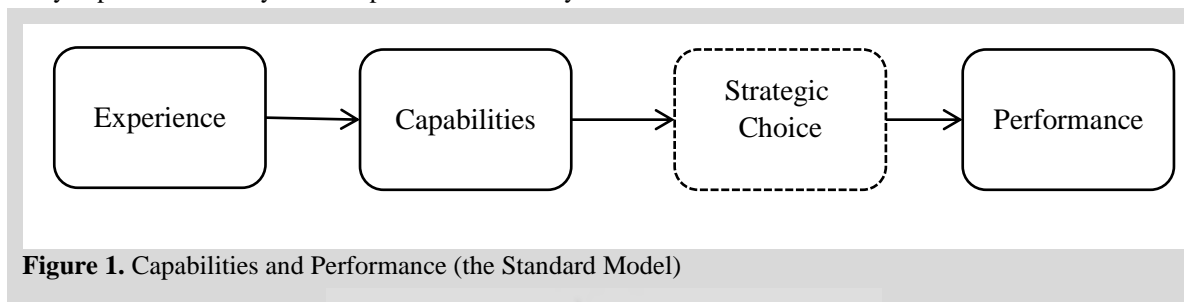 Experience
Capabilities
Strategic
Choice
Performance
Figure 1. Capabilities and Performance (the Standard Model)